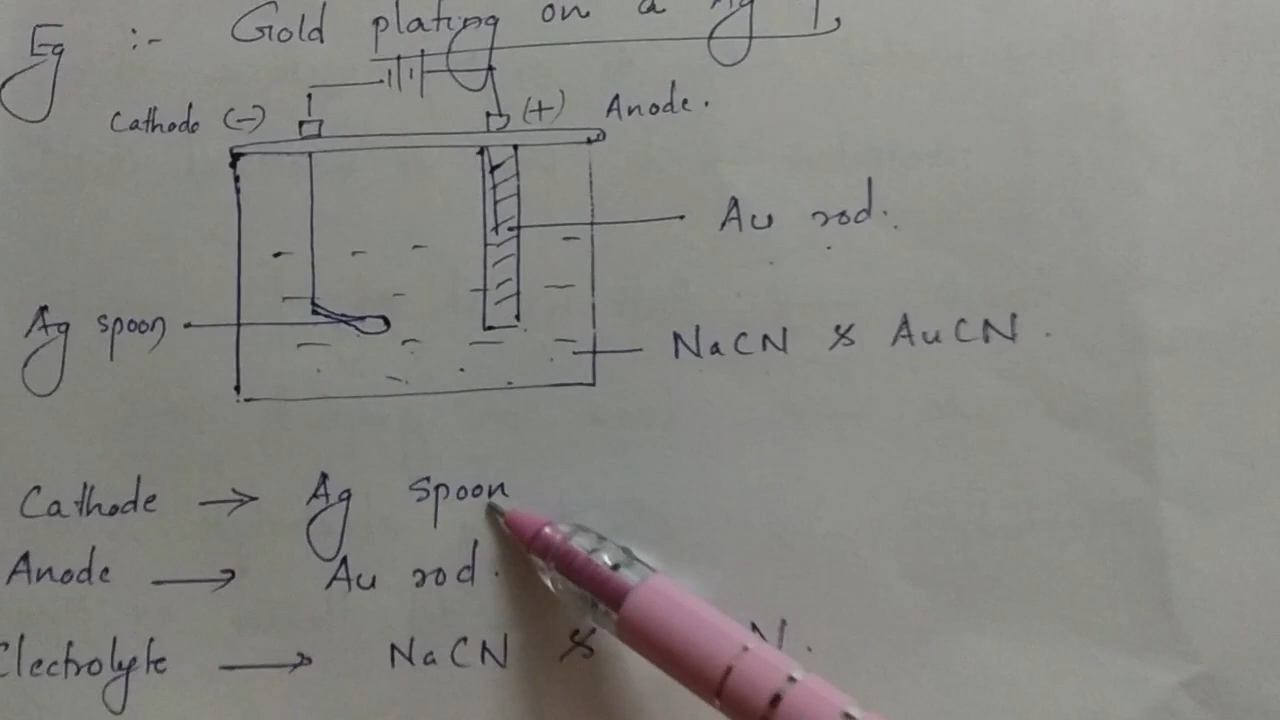 Eg :- Gold plating on a Ag
Cathode (-) (+) Anode.
Au rod.
Ag spoon
NaCN & AuCN.
Cathode → Ag spoon
Anode → Au rod.
Electrolyte → NaCN & N.